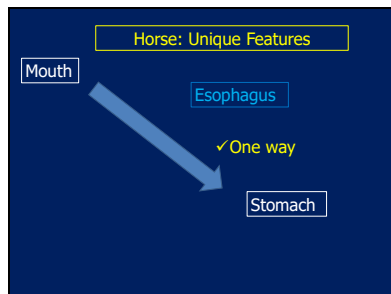 Horse: Unique Features
Mouth
Esophagus
✓One way
Stomach